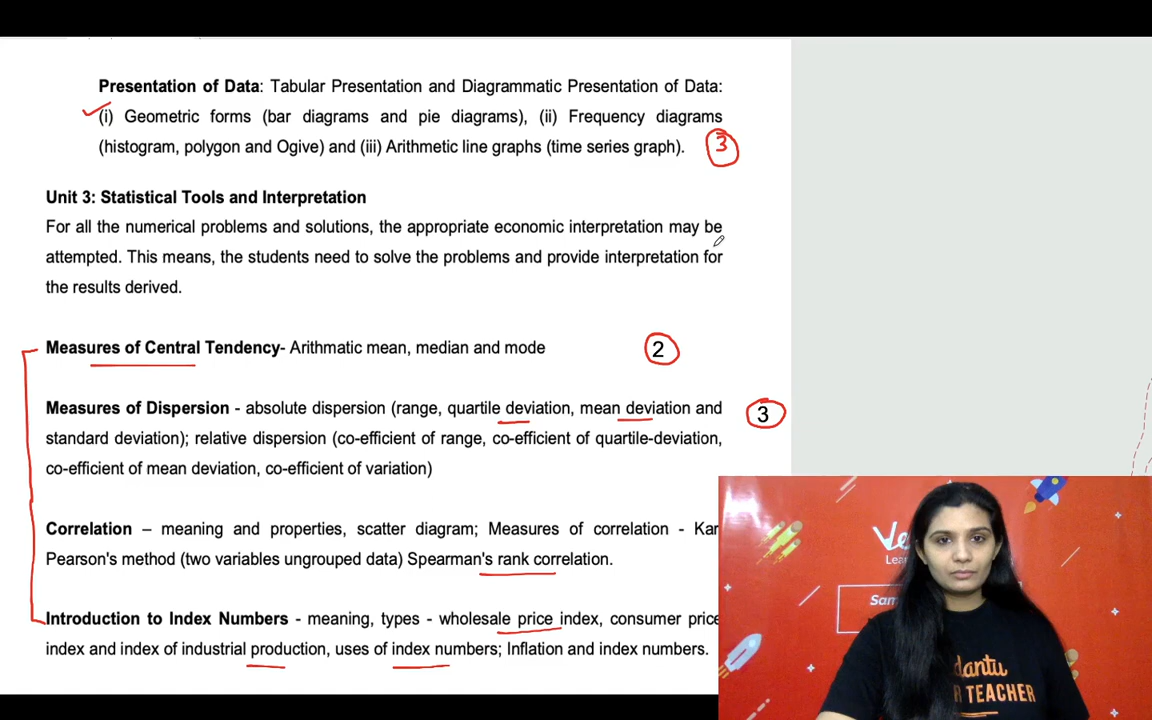 Presentation of Data: Tabular Presentation and Diagrammatic Presentation of Data:
(i) Geometric forms (bar diagrams and pie diagrams), (ii) Frequency diagrams
(histogram, polygon and Ogive) and (iii) Arithmetic line graphs (time series graph). 3
Unit 3: Statistical Tools and Interpretation
For all the numerical problems and solutions, the appropriate economic interpretation may be
attempted. This means, the students need to solve the problems and provide interpretation for
the results derived.
Measures of Central Tendency- Arithmatic mean, median and mode 2
Measures of Dispersion - absolute dispersion (range, quartile deviation, mean deviation and 3
standard deviation); relative dispersion (co-efficient of range, co-efficient of quartile-deviation,
co-efficient of mean deviation, co-efficient of variation)
Correlation – meaning and properties, scatter diagram; Measures of correlation - Kar
Pearson's method (two variables ungrouped data) Spearman's rank correlation.
Introduction to Index Numbers - meaning, types - wholesale price index, consumer price
index and index of industrial production, uses of index numbers; Inflation and index numbers.
Ve
Lea
Sam
edantu
R TEACHER